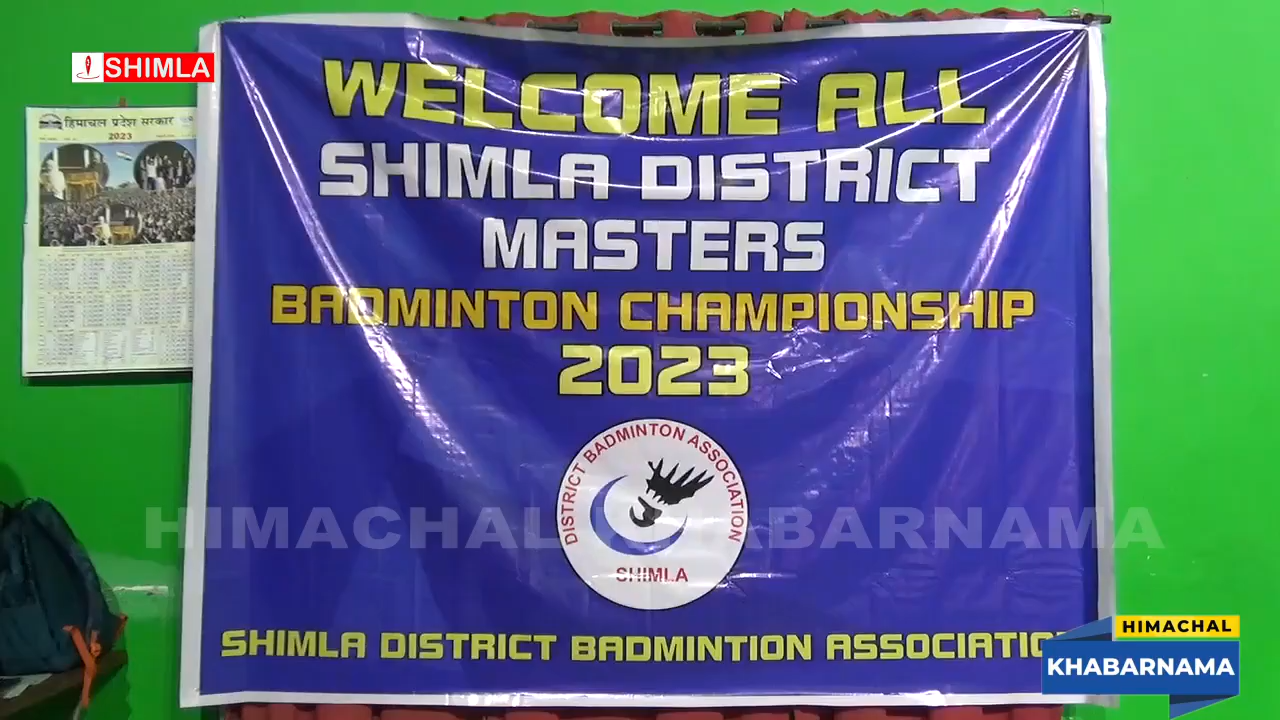 SHIMLA
हिमाचल प्रदेश सरकार
2023
WELCOME ALL
SHIMLA DISTRICT
MASTERS
BADMINTON CHAMPIONSHIP
2023
DISTRICT BADMINTON ASSOCIATION
SHIMLA
HIMACHAL KHABARNAMA
SHIMLA DISTRICT BADMINTION ASSOCIATION
HIMACHAL
KHABARNAMA